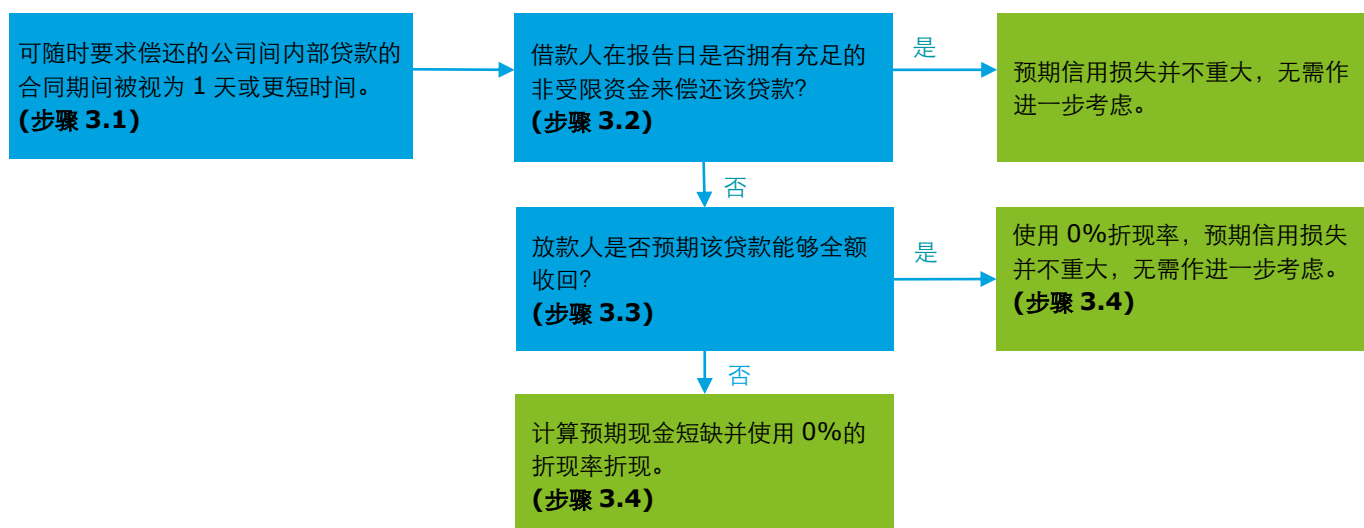 可随时要求偿还的公司间内部贷款的
合同期间被视为 1 天或更短时间。
(步骤 3.1)
借款人在报告日是否拥有充足的
非受限资金来偿还该贷款?
(步骤 3.2)
是
预期信用损失并不重大，无需作
进一步考虑。
否
放款人是否预期该贷款能够全额
收回?
(步骤 3.3)
是
使用 0%折现率，预期信用损失
并不重大，无需作进一步考虑。
(步骤 3.4)
否
计算预期现金短缺并使用 0%的
折现率折现。
(步骤 3.4)